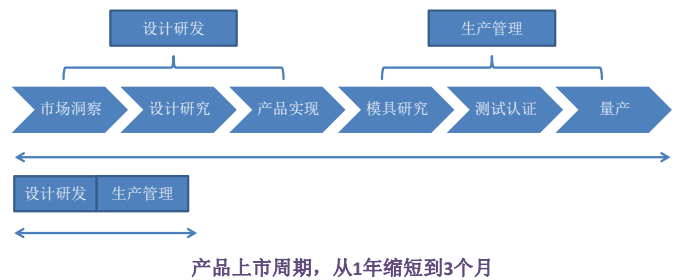 设计研发
生产管理
市场洞察
设计研究
产品实现
模具研究
测试认证
量产
设计研发
生产管理
产品上市周期，从1年缩短到3个月